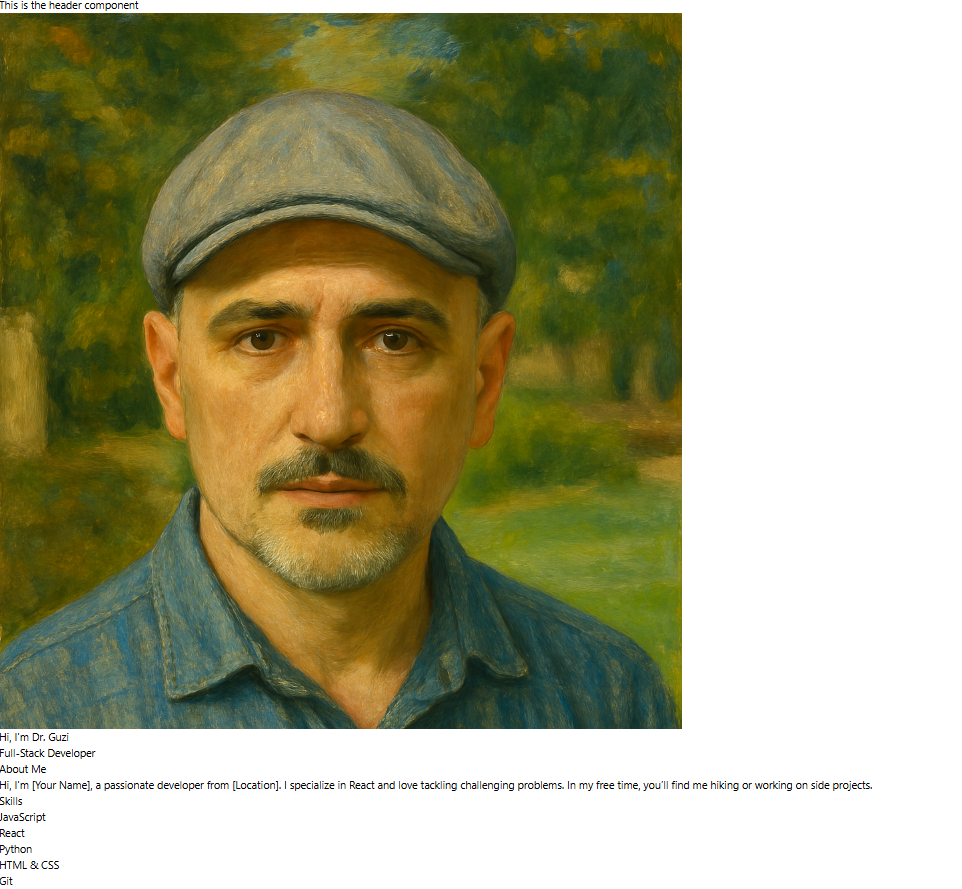 This is the header component
Hi, I'm Dr. Guzi
Full-Stack Developer
About Me
Hi, I'm [Your Name], a passionate developer from [Location]. I specialize in React and love tackling challenging problems. In my free time, you'll find me hiking or working on side projects.
Skills
JavaScript
React
Python
HTML & CSS
Git